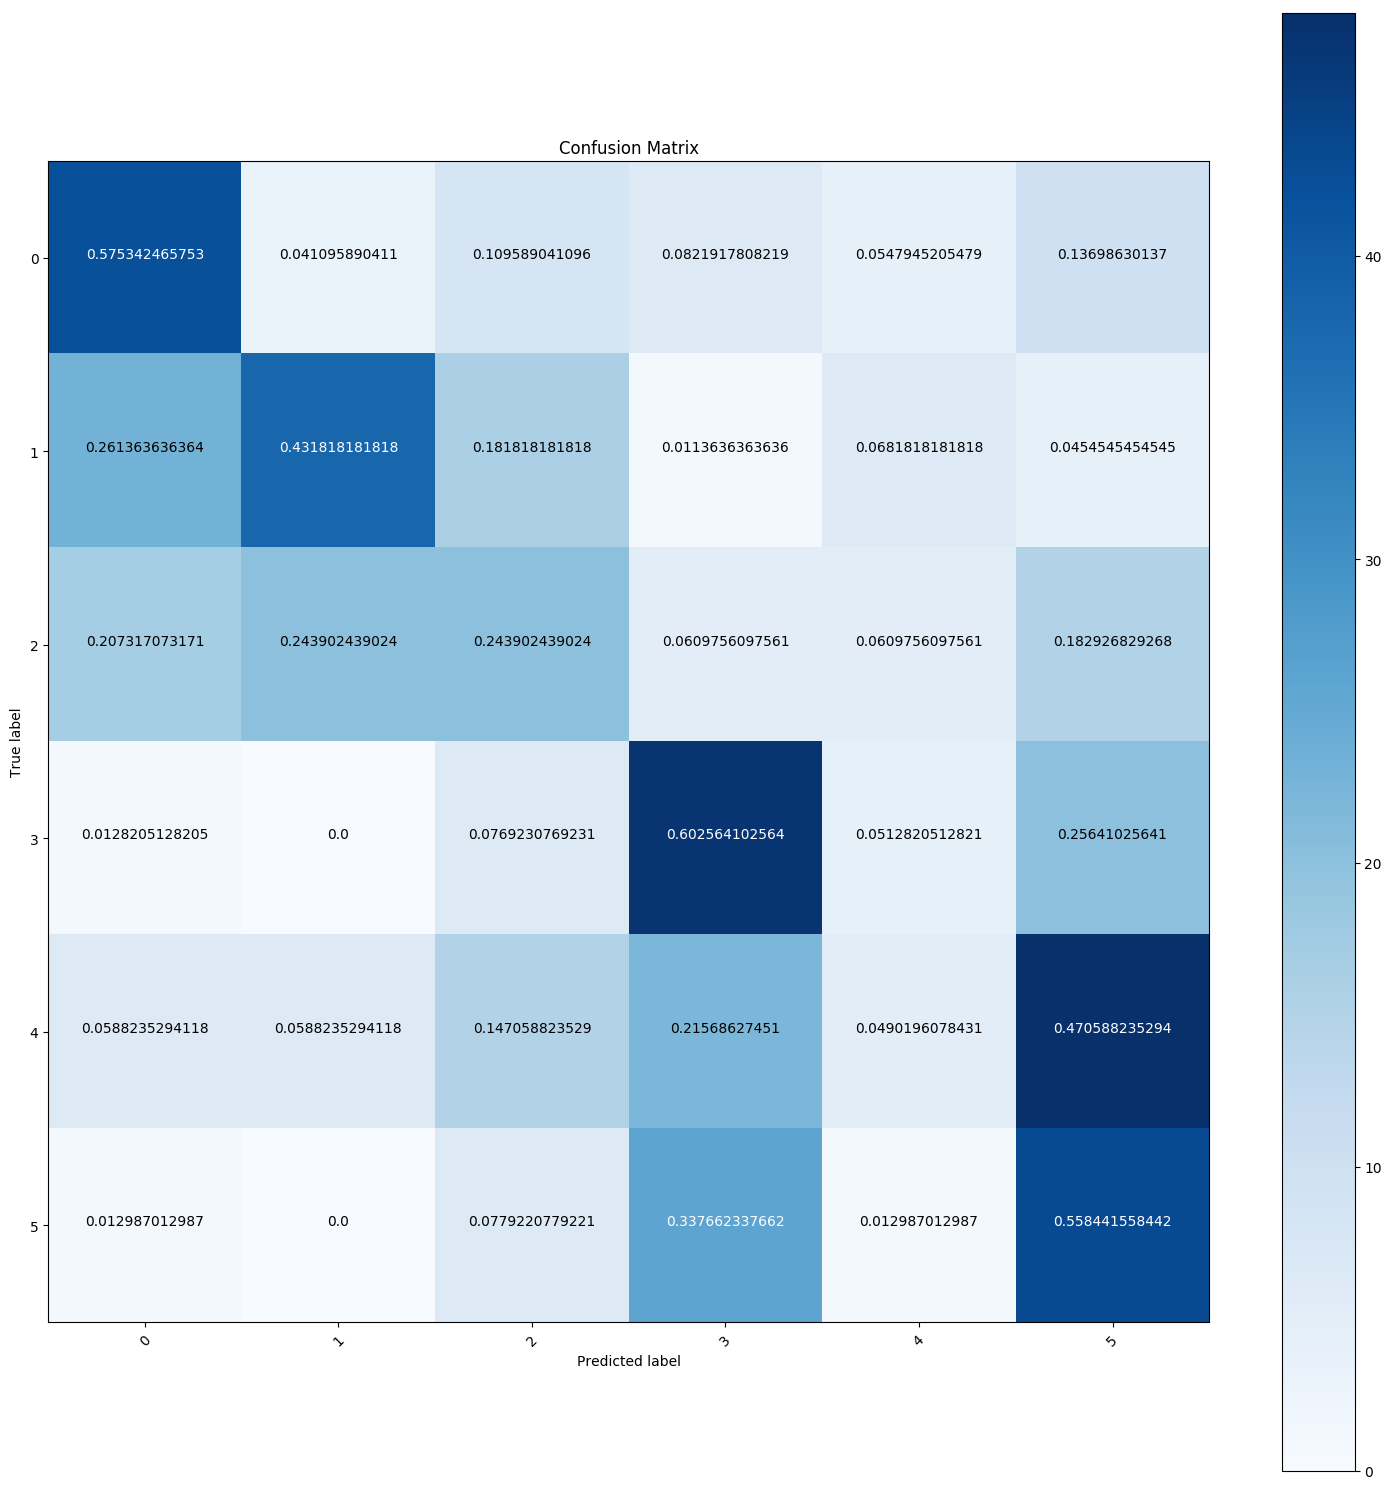 Confusion Matrix
0 0.575342465753 0.041095890411 0.109589041096 0.0821917808219 0.0547945205479 0.13698630137
1 0.261363636364 0.431818181818 0.181818181818 0.0113636363636 0.0681818181818 0.0454545454545
2 0.207317073171 0.243902439024 0.243902439024 0.0609756097561 0.0609756097561 0.182926829268
3 0.0128205128205 0.0 0.0769230769231 0.602564102564 0.0512820512821 0.25641025641
4 0.0588235294118 0.0588235294118 0.147058823529 0.21568627451 0.0490196078431 0.470588235294
5 0.012987012987 0.0 0.0779220779221 0.337662337662 0.012987012987 0.558441558442
0 1 2 3 4 5
Predicted label
True label
40
30
20
10
0